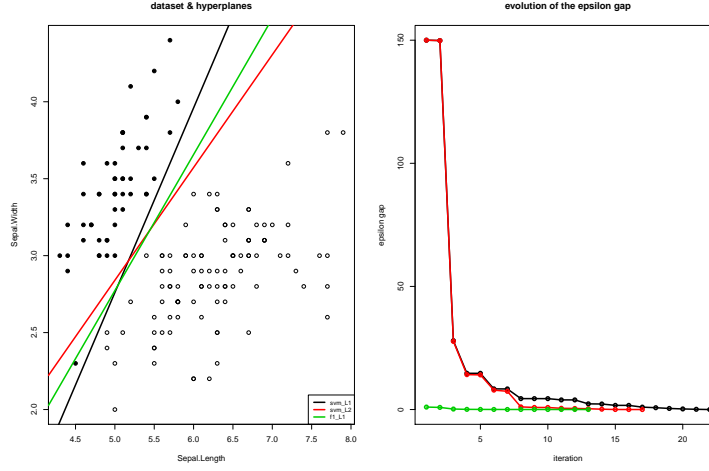 dataset & hyperplanes
Sepal.Width
4.0
3.5
3.0
2.5
2.0
4.5 5.0 5.5 6.0 6.5 7.0 7.5 8.0
Sepal.Length
svm_L1
svm_L2
f1_L1
evolution of the epsilon gap
epsilon gap
150
100
50
0
5 10 15 20
iteration